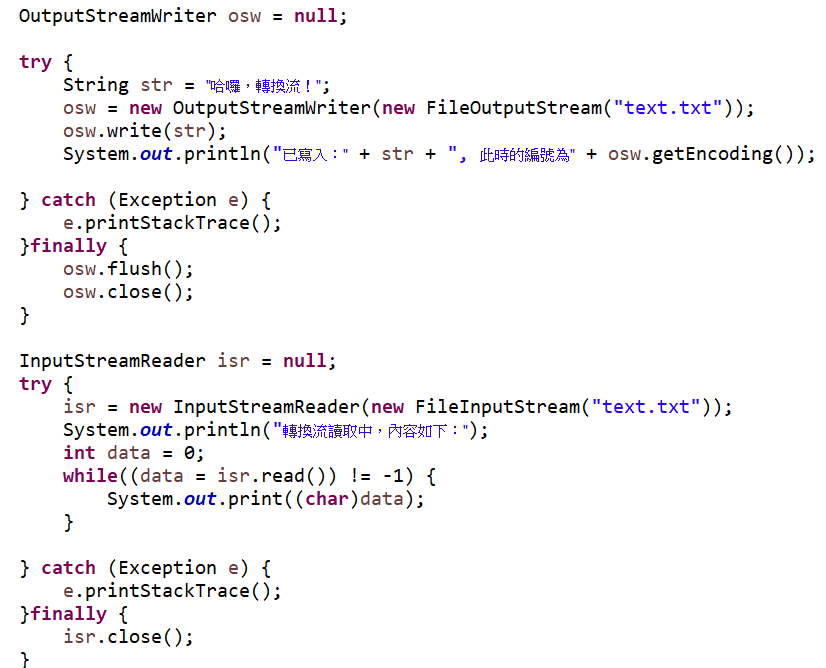 OutputStreamWriter osw = null;

try {
    String str = "哈囉，轉換流！";
    osw = new OutputStreamWriter(new FileOutputStream("text.txt"));
    osw.write(str);
    System.out.println("已寫入：" + str + ", 此時的編號為" + osw.getEncoding());

} catch (Exception e) {
    e.printStackTrace();
}finally {
    osw.flush();
    osw.close();
}

InputStreamReader isr = null;
try {
    isr = new InputStreamReader(new FileInputStream("text.txt"));
    System.out.println("轉換流讀取中，內容如下：");
    int data = 0;
    while((data = isr.read()) != -1) {
        System.out.print((char)data);
    }

} catch (Exception e) {
    e.printStackTrace();
}finally {
    isr.close();
}